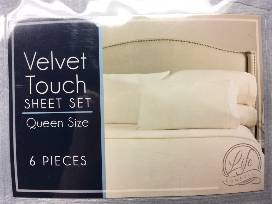 Velvet
Touch
SHEET SET
Queen Size
6 PIECES
Life